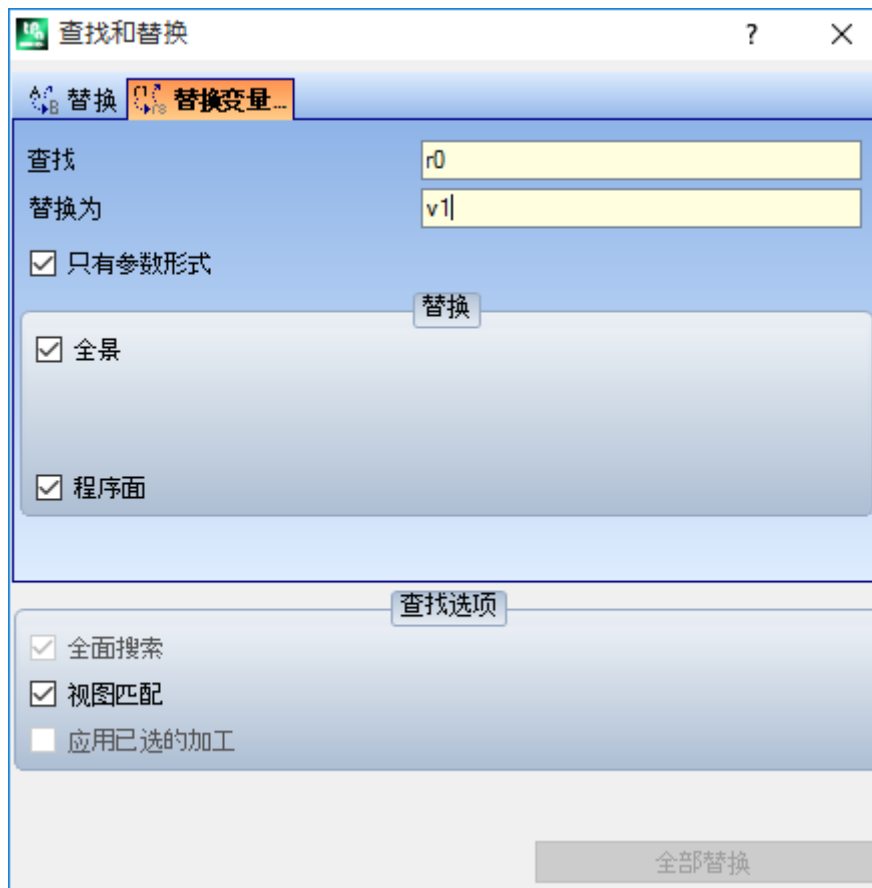 查找和替换
替换 替换变量...
查找 r0
替换为 v1
只有参数形式
替换
全景
程序面
查找选项
全面搜索
视图匹配
应用已选的加工
全部替换